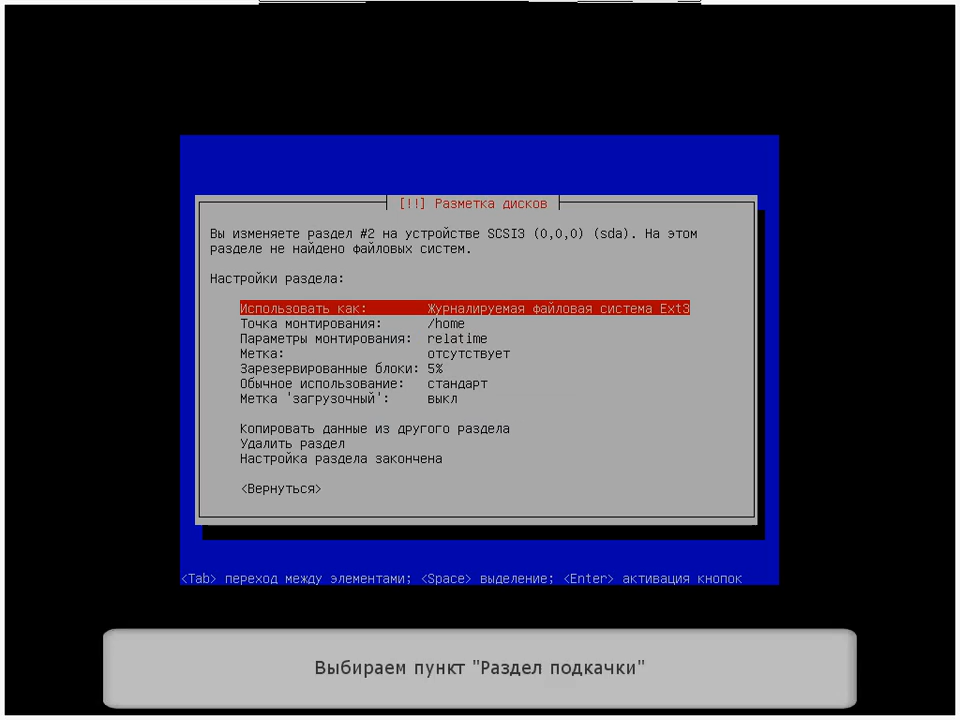 [!!] Разметка дисков
Вы изменяете раздел #2 на устройстве SCSI3 (0,0,0) (sda). На этом
разделе не найдено файловых систем.
Настройки раздела:
Использовать как: Журналируемая файловая система Ext3
Точка монтирования: /home
Параметры монтирования: relatime
Метка: отсутствует
Зарезервированные блоки: 5%
Обычное использование: стандарт
Метка 'загрузочный': выкл
Копировать данные из другого раздела
Удалить раздел
Настройка раздела закончена
<Вернуться>
<Tab> переход между элементами; <Space> выделение; <Enter> активация кнопок
Выбираем пункт "Раздел подкачки"